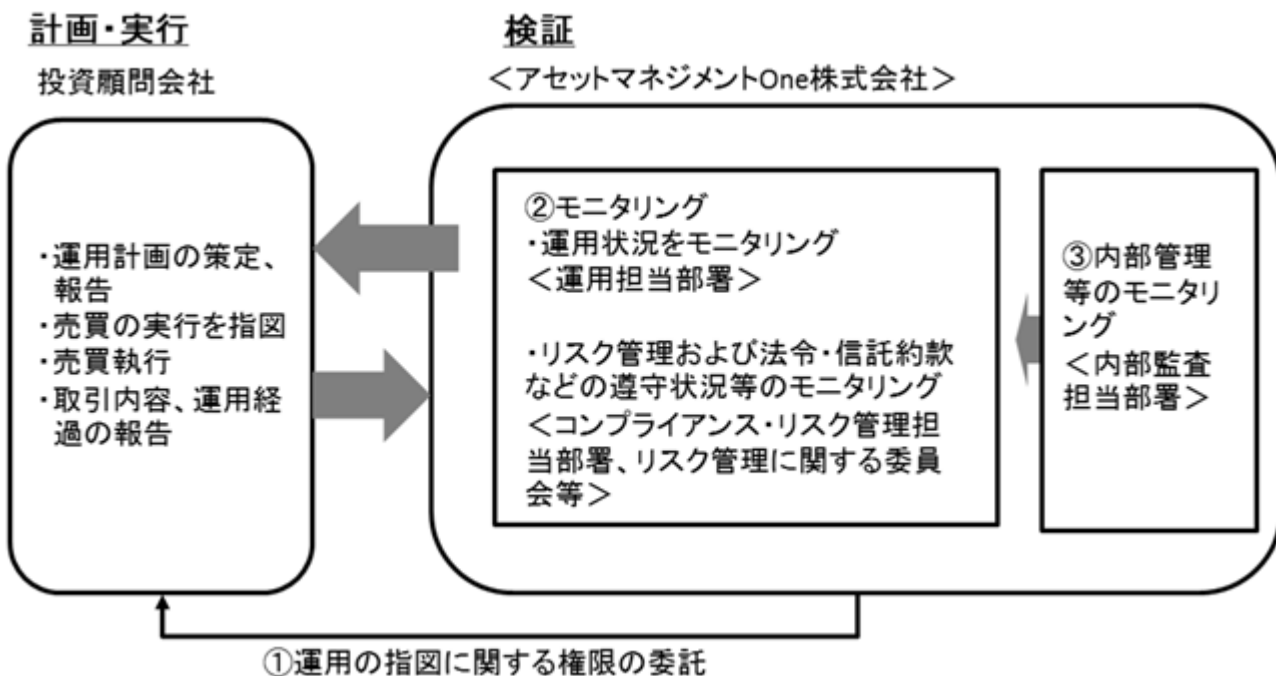 計画・実行
投資顧問会社
・運用計画の策定、
報告
・売買の実行を指図
・売買執行
・取引内容、運用経
過の報告
検証
＜アセットマネジメントOne株式会社＞
②モニタリング
・運用状況をモニタリング
＜運用担当部署＞
・リスク管理および法令・信託約款
などの遵守状況等のモニタリング
＜コンプライアンス・リスク管理担
当部署、リスク管理に関する委員
会等＞
③内部管理
等のモニタリ
ング
＜内部監査
担当部署＞
①運用の指図に関する権限の委託